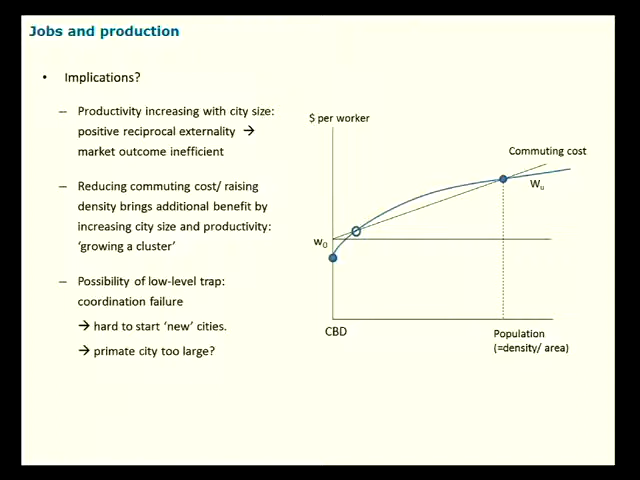 Jobs and production
• Implications?
– Productivity increasing with city size:
positive reciprocal externality →
market outcome inefficient
– Reducing commuting cost/ raising
density brings additional benefit by
increasing city size and productivity:
‘growing a cluster’
– Possibility of low-level trap:
coordination failure
→ hard to start ‘new’ cities.
→ primate city too large?
$ per worker
Commuting cost
Wu
w0
CBD
Population
(=density/ area)